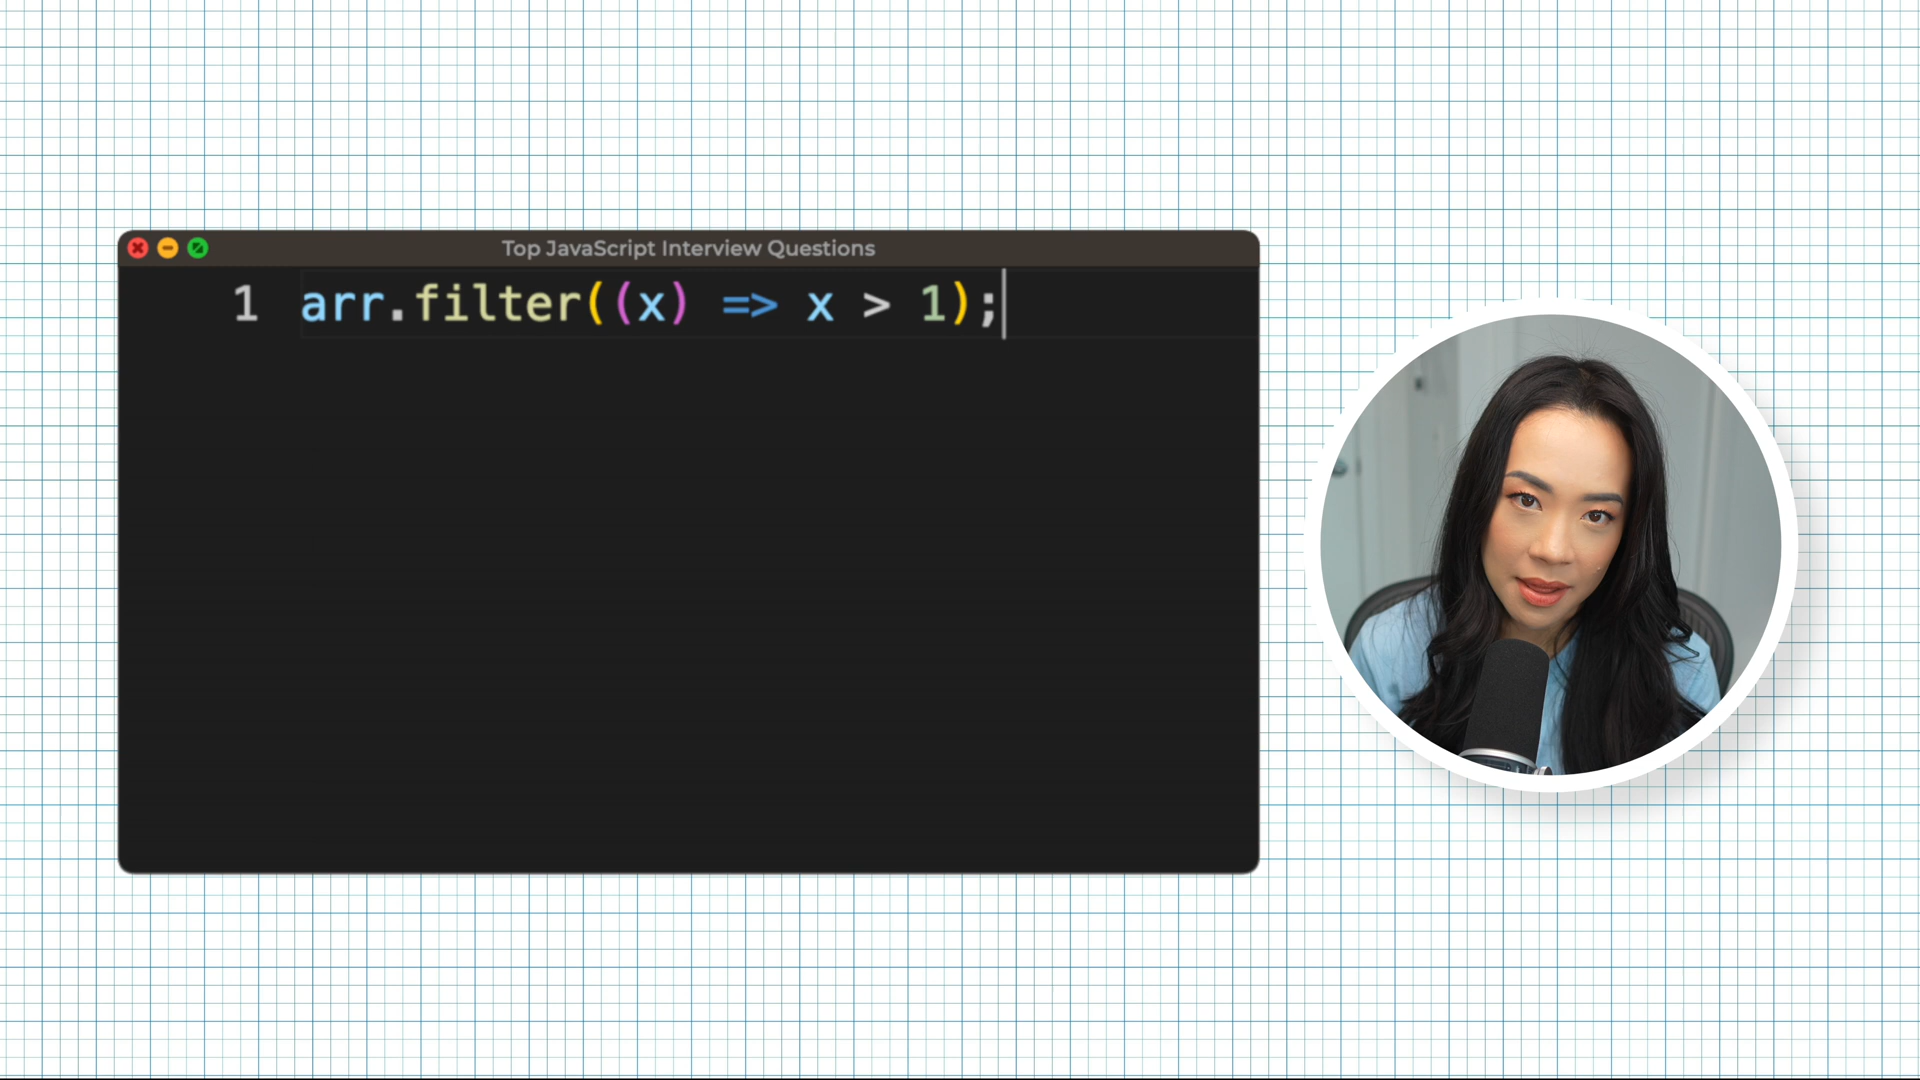 Top JavaScript Interview Questions
1 arr.filter((x) => x > 1);